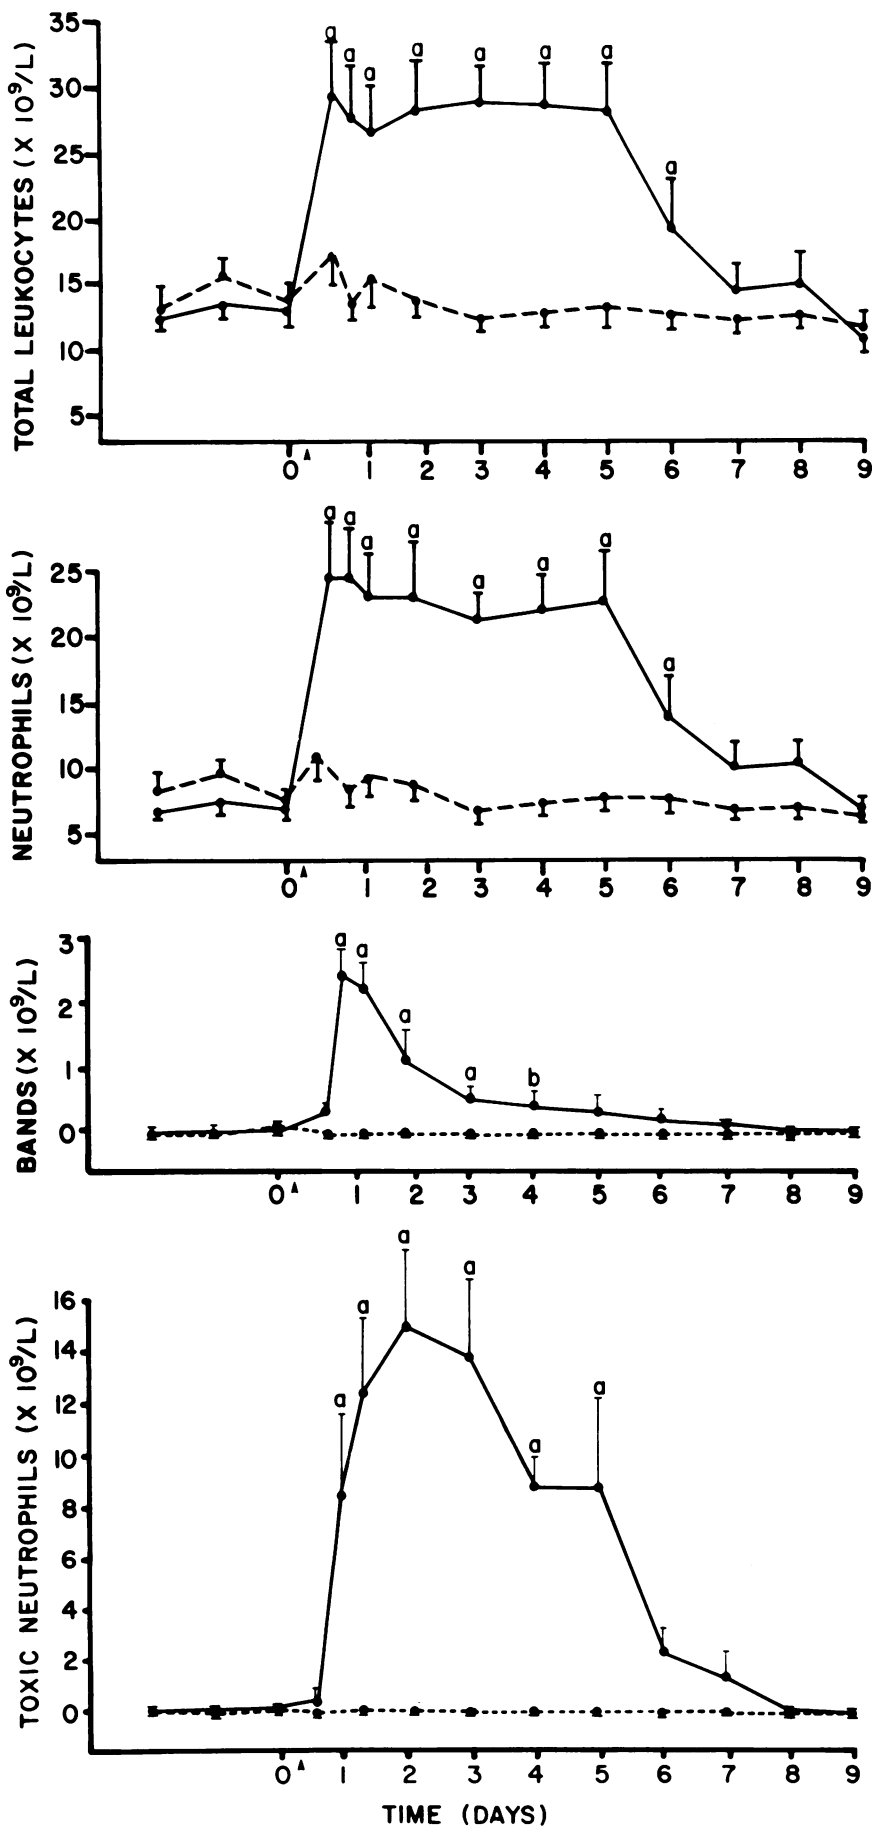 TOTAL LEUKOCYTES (X 10⁹/L)
35
30
25
20
15
10
5
a a a a a a a a
0 1 2 3 4 5 6 7 8 9
NEUTROPHILS (X 10⁹/L)
25
20
15
10
5
a a a a a a a a
0 1 2 3 4 5 6 7 8 9
BANDS (X 10⁹/L)
3
2
1
0
a a a a b
0 1 2 3 4 5 6 7 8 9
TOXIC NEUTROPHILS (X 10⁹/L)
16
14
12
10
8
6
4
2
0
a a a a a a
0 1 2 3 4 5 6 7 8 9
TIME (DAYS)